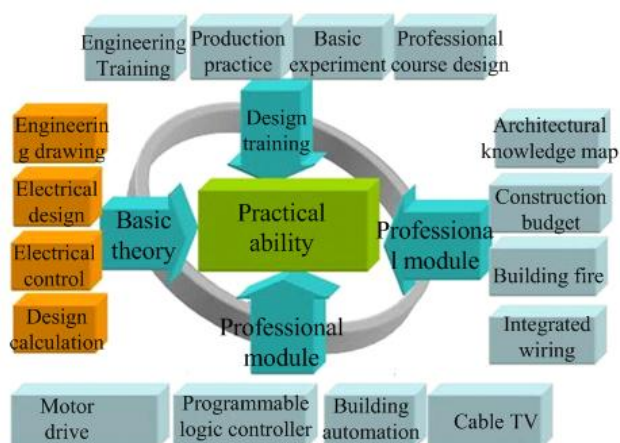 Engineering
Training
Production
practice
Basic
experiment
Professional
course design
Design
training
Engineerin
g drawing
Electrical
design
Electrical
control
Design
calculation
Basic
theory
Practical
ability
Professiona
l module
Professional
module
Architectural
knowledge map
Construction
budget
Building fire
Integrated
wiring
Motor
drive
Programmable
logic controller
Building
automation
Cable TV